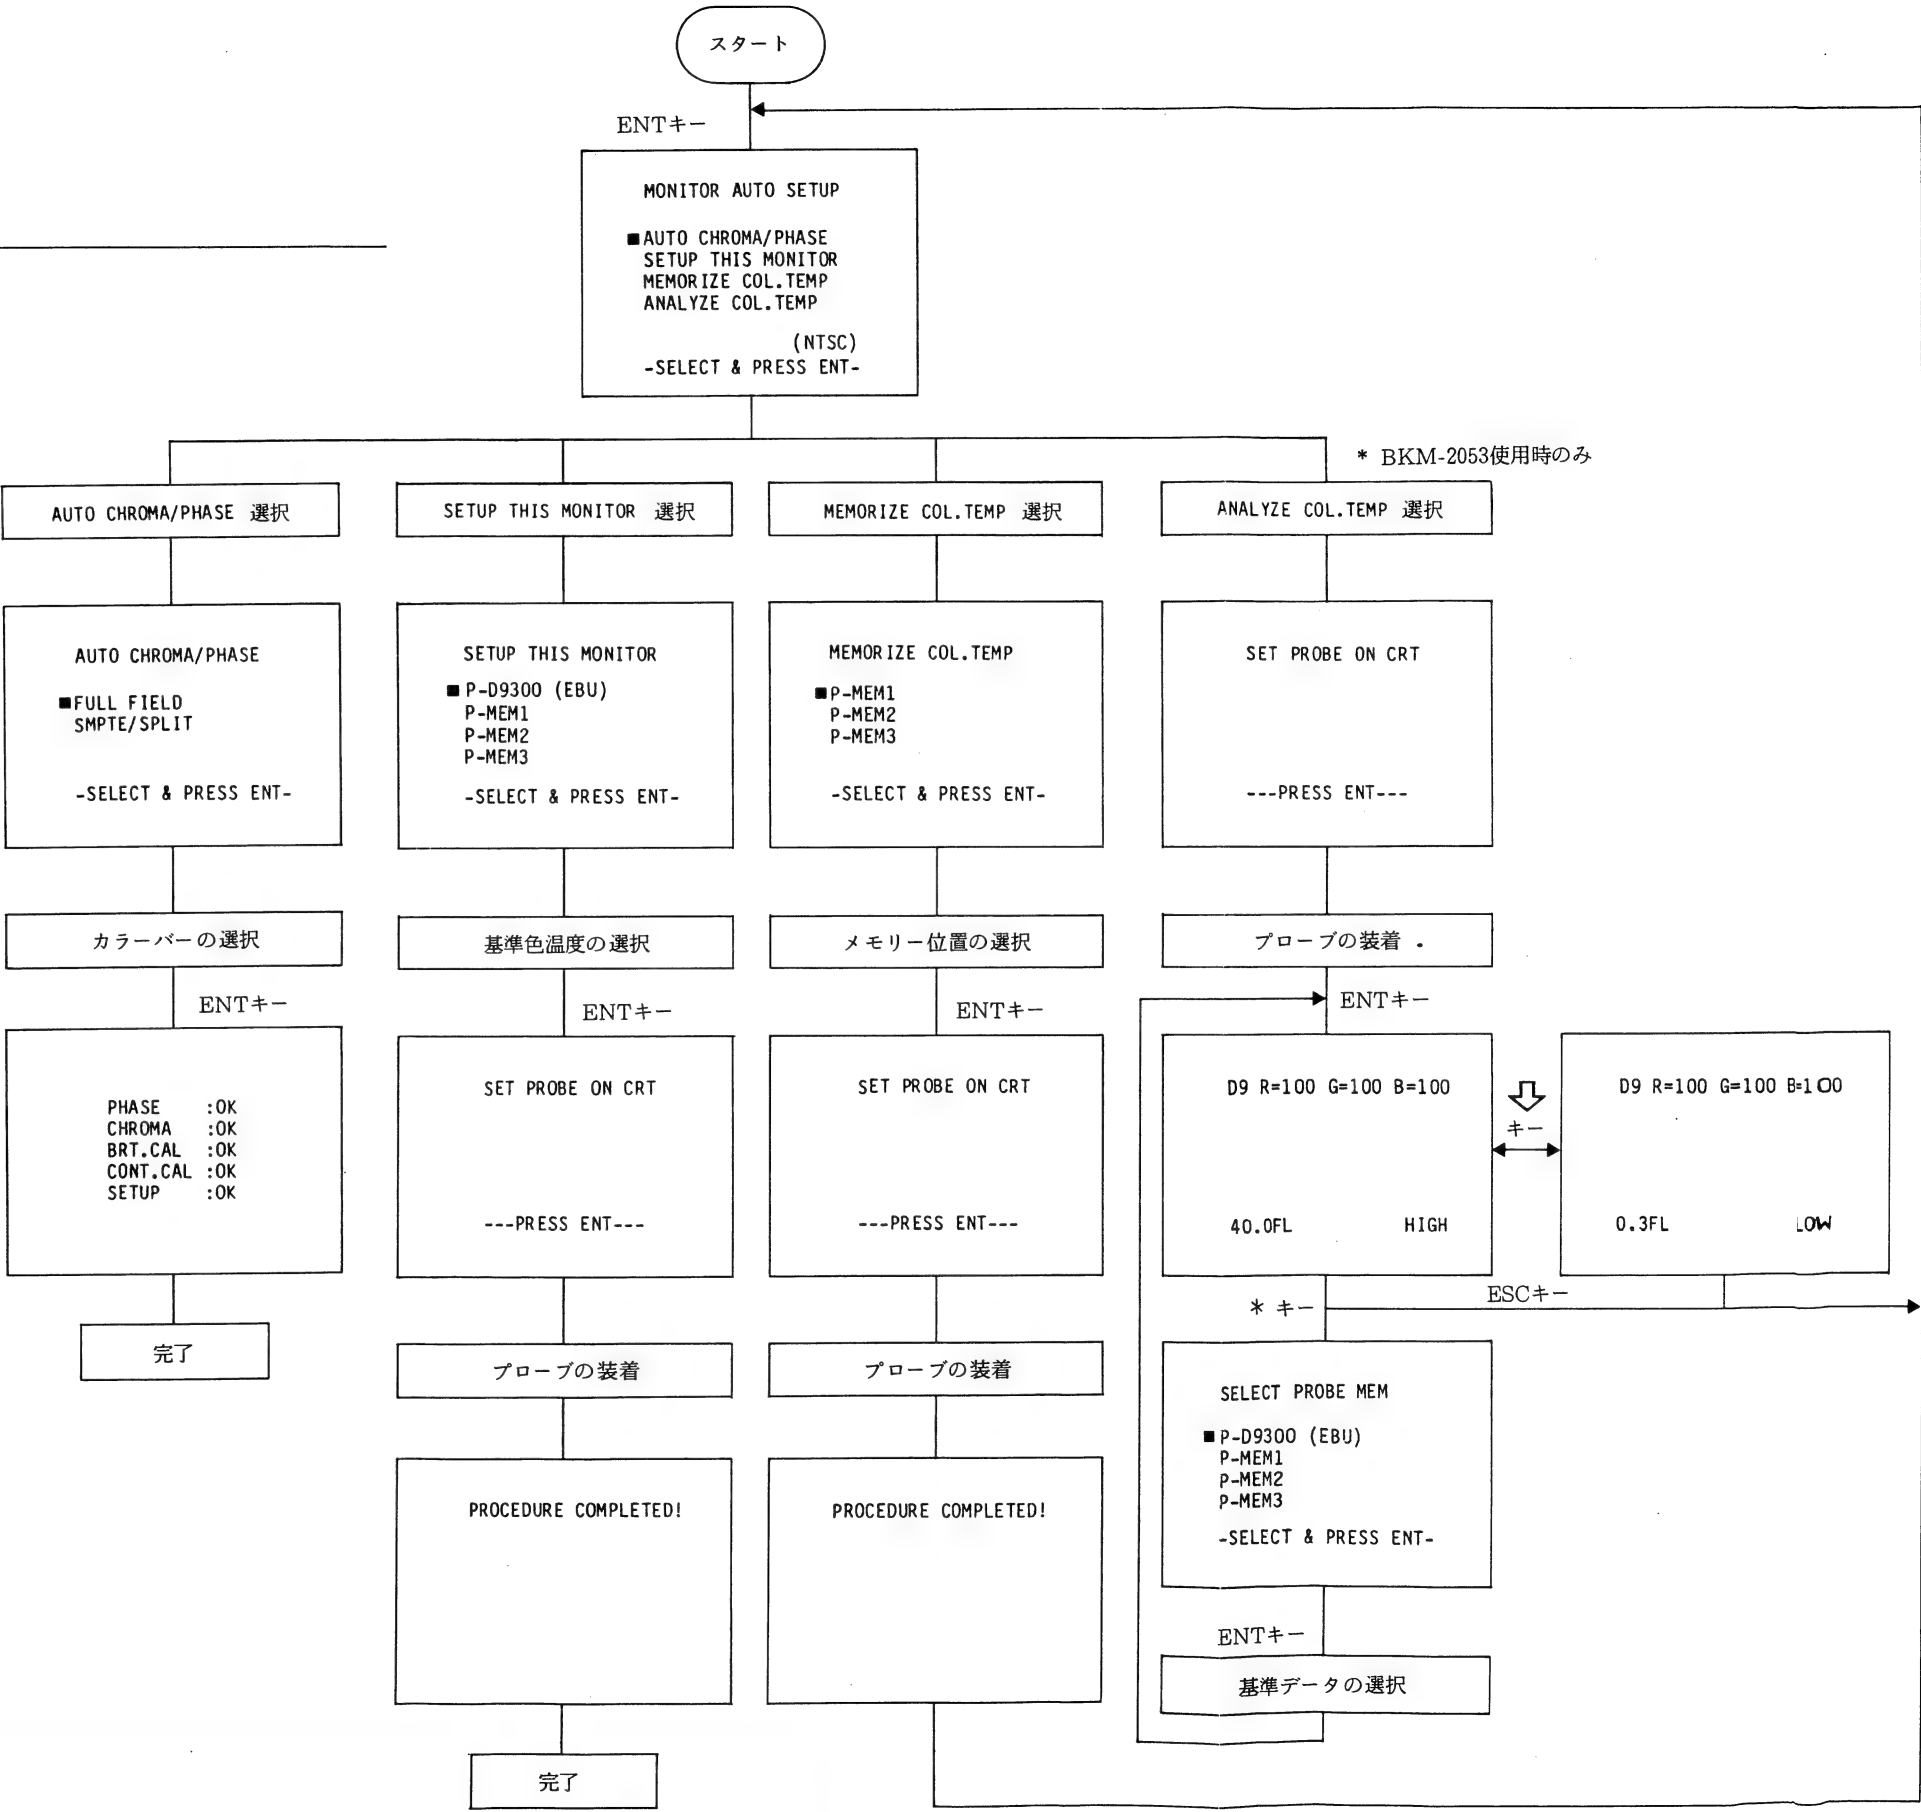 スタート
ENTキー
MONITOR AUTO SETUP
■AUTO CHROMA/PHASE
SETUP THIS MONITOR
MEMORIZE COL.TEMP
ANALYZE COL.TEMP
(NTSC)
-SELECT & PRESS ENT-
* BKM-2053使用時のみ
AUTO CHROMA/PHASE 選択
AUTO CHROMA/PHASE
■FULL FIELD
SMPTE/SPLIT
-SELECT & PRESS ENT-
カラーバーの選択
ENTキー
PHASE :OK
CHROMA :OK
BRT.CAL :OK
CONT.CAL :OK
SETUP :OK
完了
SETUP THIS MONITOR 選択
SETUP THIS MONITOR
■P-D9300 (EBU)
P-MEM1
P-MEM2
P-MEM3
-SELECT & PRESS ENT-
基準色温度の選択
ENTキー
SET PROBE ON CRT
---PRESS ENT---
プローブの装着
PROCEDURE COMPLETED!
完了
MEMORIZE COL.TEMP 選択
MEMORIZE COL.TEMP
■P-MEM1
P-MEM2
P-MEM3
-SELECT & PRESS ENT-
メモリー位置の選択
ENTキー
SET PROBE ON CRT
---PRESS ENT---
プローブの装着
PROCEDURE COMPLETED!
ANALYZE COL.TEMP 選択
SET PROBE ON CRT
---PRESS ENT---
プローブの装着
ENTキー
D9 R=100 G=100 B=100
40.0FL HIGH
キー
D9 R=100 G=100 B=100
0.3FL LOW
ESCキー
* キー
SELECT PROBE MEM
■P-D9300 (EBU)
P-MEM1
P-MEM2
P-MEM3
-SELECT & PRESS ENT-
ENTキー
基準データの選択